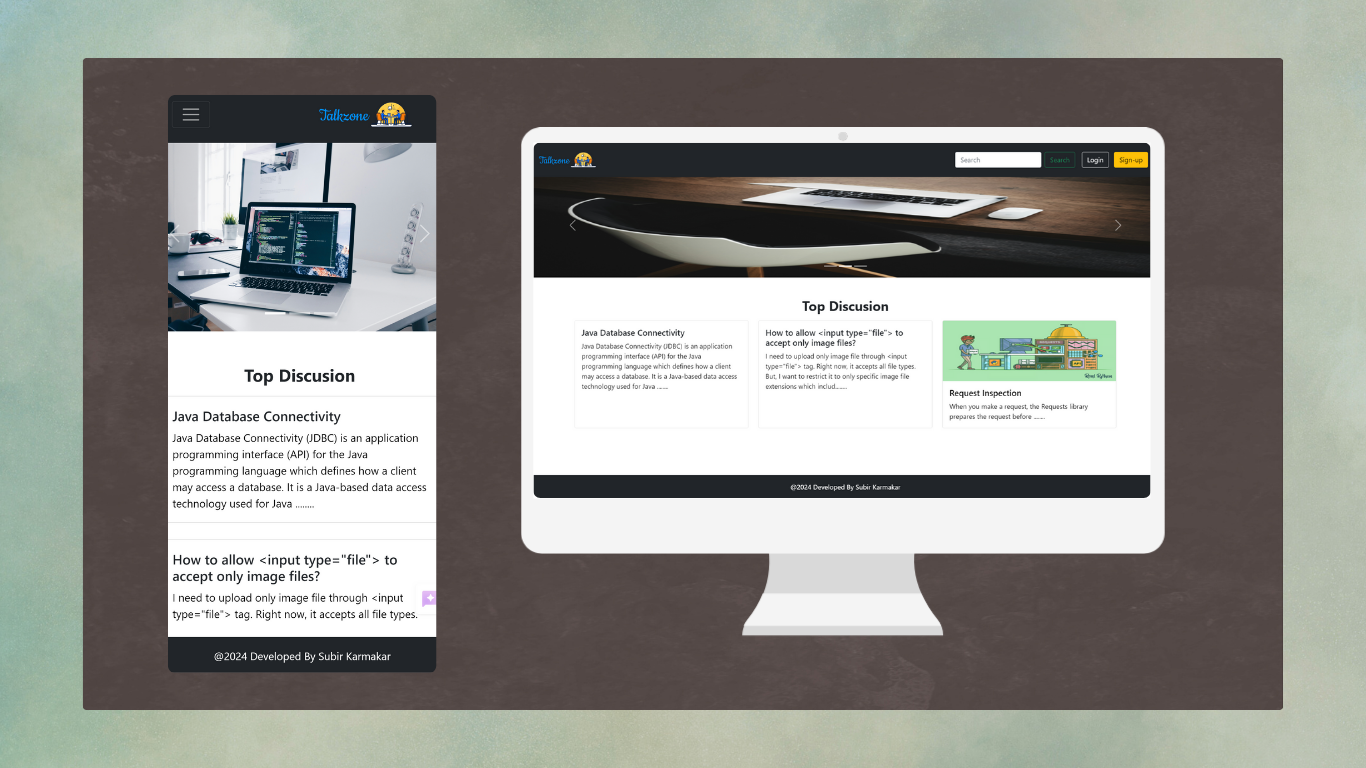 Talkzone
Top Discusion
Java Database Connectivity
Java Database Connectivity (JDBC) is an application
programming interface (API) for the Java
programming language which defines how a client
may access a database. It is a Java-based data access
technology used for Java ........
How to allow <input type="file"> to
accept only image files?
I need to upload only image file through <input
type="file"> tag. Right now, it accepts all file types.
@2024 Developed By Subir Karmakar
Talkzone
Search
Search
Login
Sign-up
Top Discusion
Java Database Connectivity
Java Database Connectivity (JDBC) is an application
programming interface (API) for the Java
programming language which defines how a client
may access a database. It is a Java-based data access
technology used for Java ........
How to allow <input type="file"> to
accept only image files?
I need to upload only image file through <input
type="file"> tag. Right now, it accepts all file types.
But, I want to restrict it to only specific image file
extensions which includ........
Real Python
Request Inspection
When you make a request, the Requests library
prepares the request before ........
@2024 Developed By Subir Karmakar